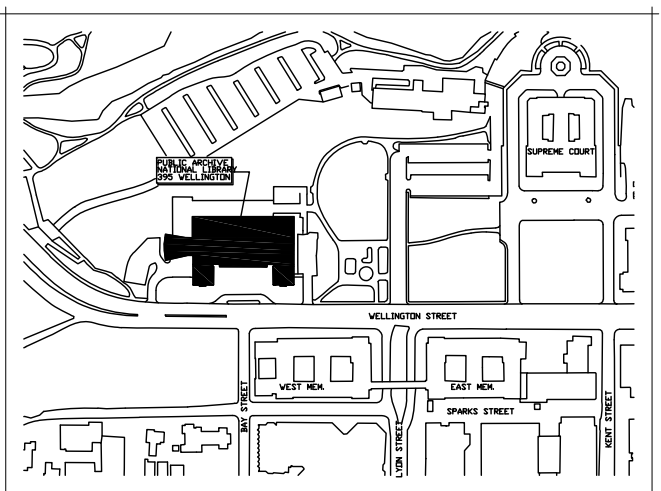 SUPREME COURT
PUBLIC ARCHIVE
NATIONAL LIBRARY
395 WELLINGTON
WELLINGTON STREET
WEST MEM.
EAST MEM.
BAY STREET
SPARKS STREET
LYON STREET
KENT STREET